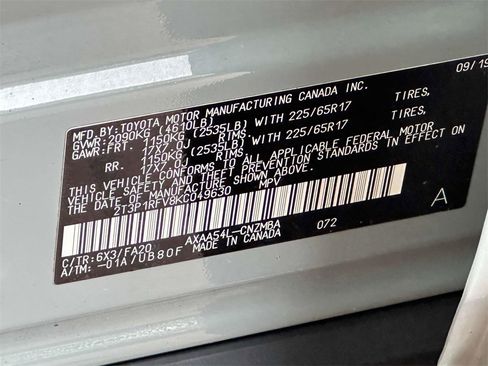 MFD.BY:TOYOTA MOTOR MANUFACTURING CANADA INC. 09/19
GVWR: 2090KG (4610LB)
GAWR:FRT. 1150KG (2535LB) WITH 225/65R17 TIRES,
17X7.0J RIMS
RR. 1150KG (2535LB) WITH 225/65R17 TIRES,
17X7.0J RIMS
THIS VEHICLE CONFORMS TO ALL APPLICABLE FEDERAL MOTOR
VEHICLE SAFETY AND THEFT PREVENTION STANDARDS IN
EFFECT ON THE DATE OF MANUFACTURE SHOWN ABOVE.
2T3P1RFV8KC049630 MPV
A
C/TR: 6X3/FA20 AXAA54L-CNZMBA 072
A/TM: -01A/UB80F MADE IN CANADA